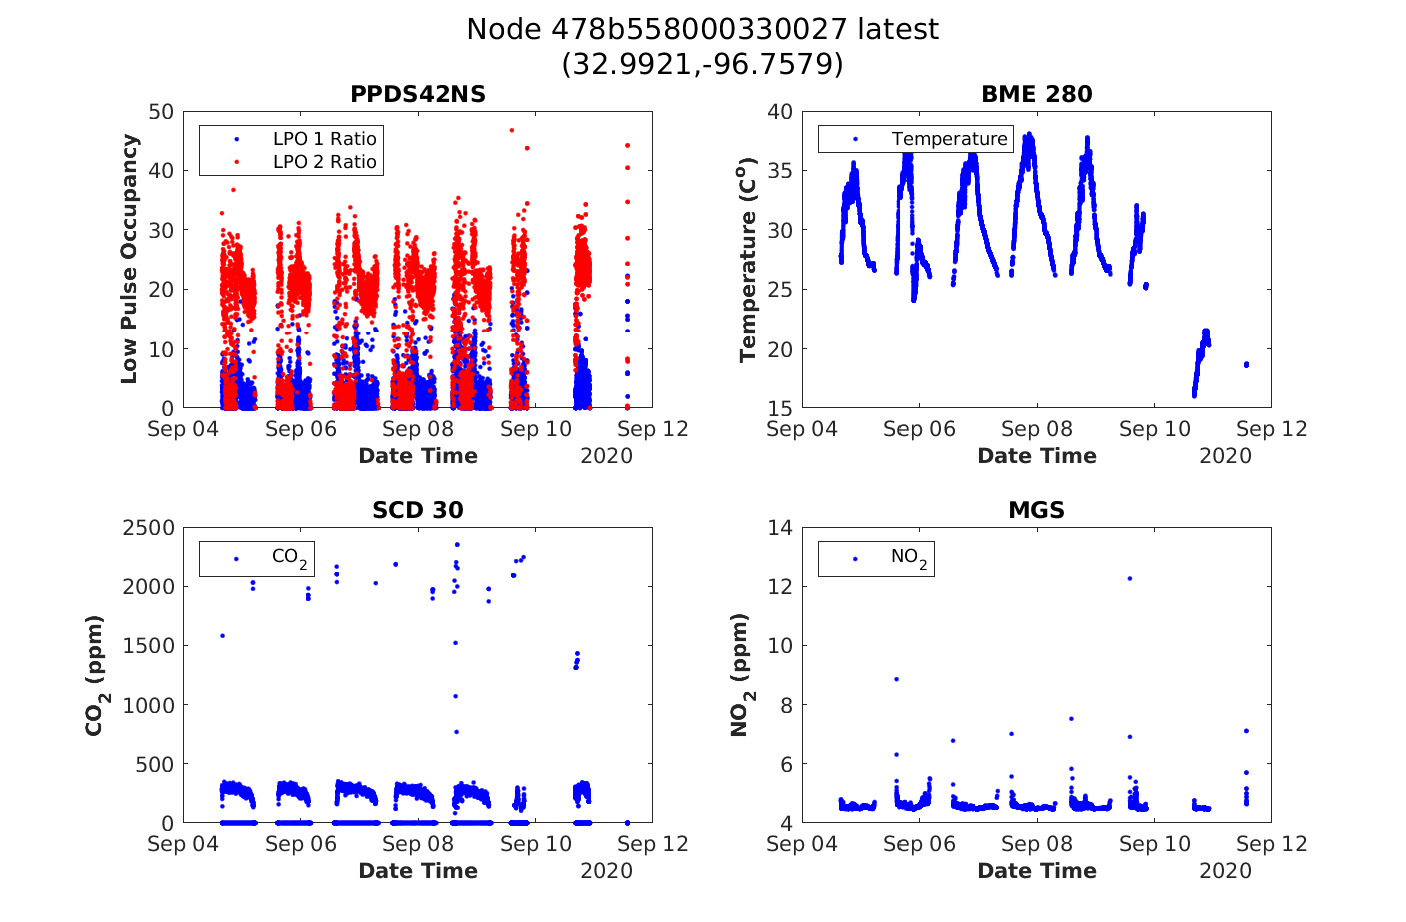 Node 478b558000330027 latest
(32.9921,-96.7579)
PPDS42NS
50
40
30
20
10
0
Low Pulse Occupancy
LPO 1 Ratio
LPO 2 Ratio
Sep 04 Sep 06 Sep 08 Sep 10 Sep 12
Date Time 2020
BME 280
40
35
30
25
20
15
Temperature (C⁰)
Temperature
Sep 04 Sep 06 Sep 08 Sep 10 Sep 12
Date Time 2020
SCD 30
2500
2000
1500
1000
500
0
CO₂ (ppm)
CO₂
Sep 04 Sep 06 Sep 08 Sep 10 Sep 12
Date Time 2020
MGS
14
12
10
8
6
4
NO₂ (ppm)
NO₂
Sep 04 Sep 06 Sep 08 Sep 10 Sep 12
Date Time 2020